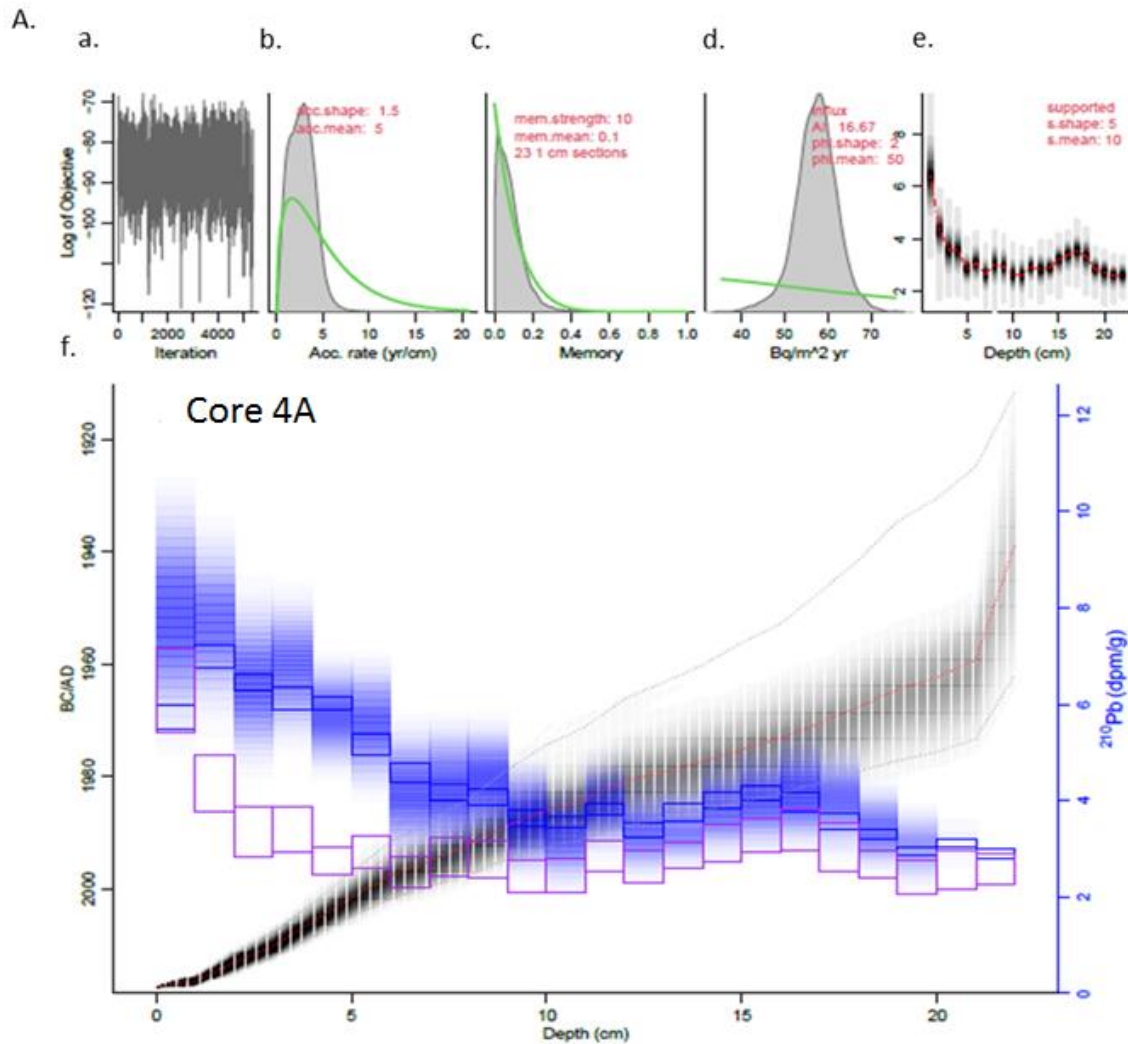 A.
a.
b.
c.
d.
e.
Log of Objective
-70
-80
-90
-100
-120
0 2000 4000
Iteration
acc.shape: 1.5
acc.mean: 5
0 5 10 15 20
Acc. rate (yr/cm)
mem.strength: 10
mem.mean: 0.1
23 1 cm sections
0.0 0.2 0.4 0.6 0.8 1.0
Memory
influx
Al: 16.67
phi.shape: 2
phi.mean: 50
40 50 60 70
Bq/m^2 yr
supported
s.shape: 5
s.mean: 10
8
6
4
2
5 10 15 20
Depth (cm)
f.
Core 4A
BC/AD
1920
1940
1960
1980
2000
0 5 10 15 20
Depth (cm)
12
10
8
6
4
2
0
210Pb (dpm/g)